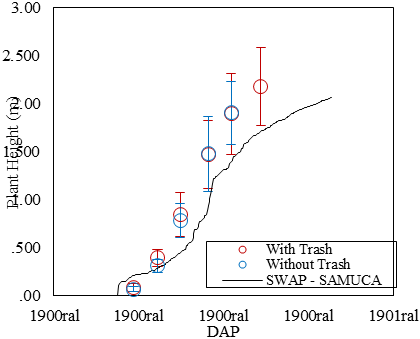 3.00
2.500
2.00
1.500
1.00
.500
.00
Plant Height (m)
1900ral 1900ral 1900ral 1900ral 1901ral
DAP
With Trash
Without Trash
SWAP - SAMUCA